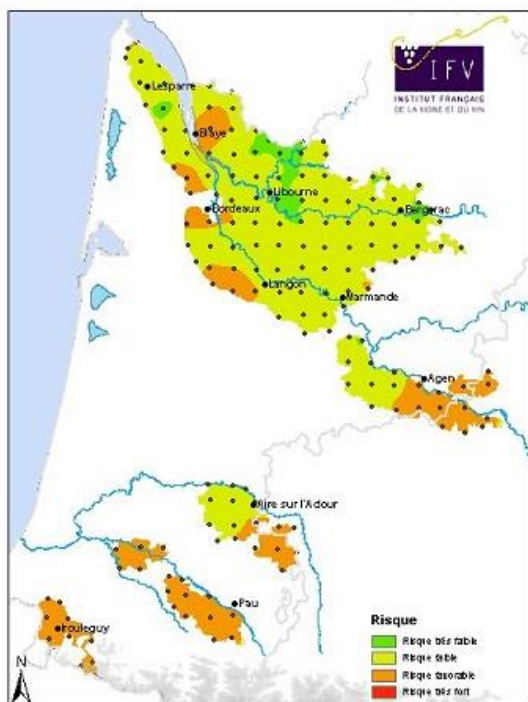 IFV
INSTITUT FRANÇAIS
DE LA VIGNE ET DU VIN
Lesparre
Blaye
Libourne
Bordeaux
Bergerac
Langon
Marmande
Agen
Aire sur l'Adour
Pau
Irouleguy
N
Risque
Risque très faible
Risque faible
Risque favorable
Risque très fort